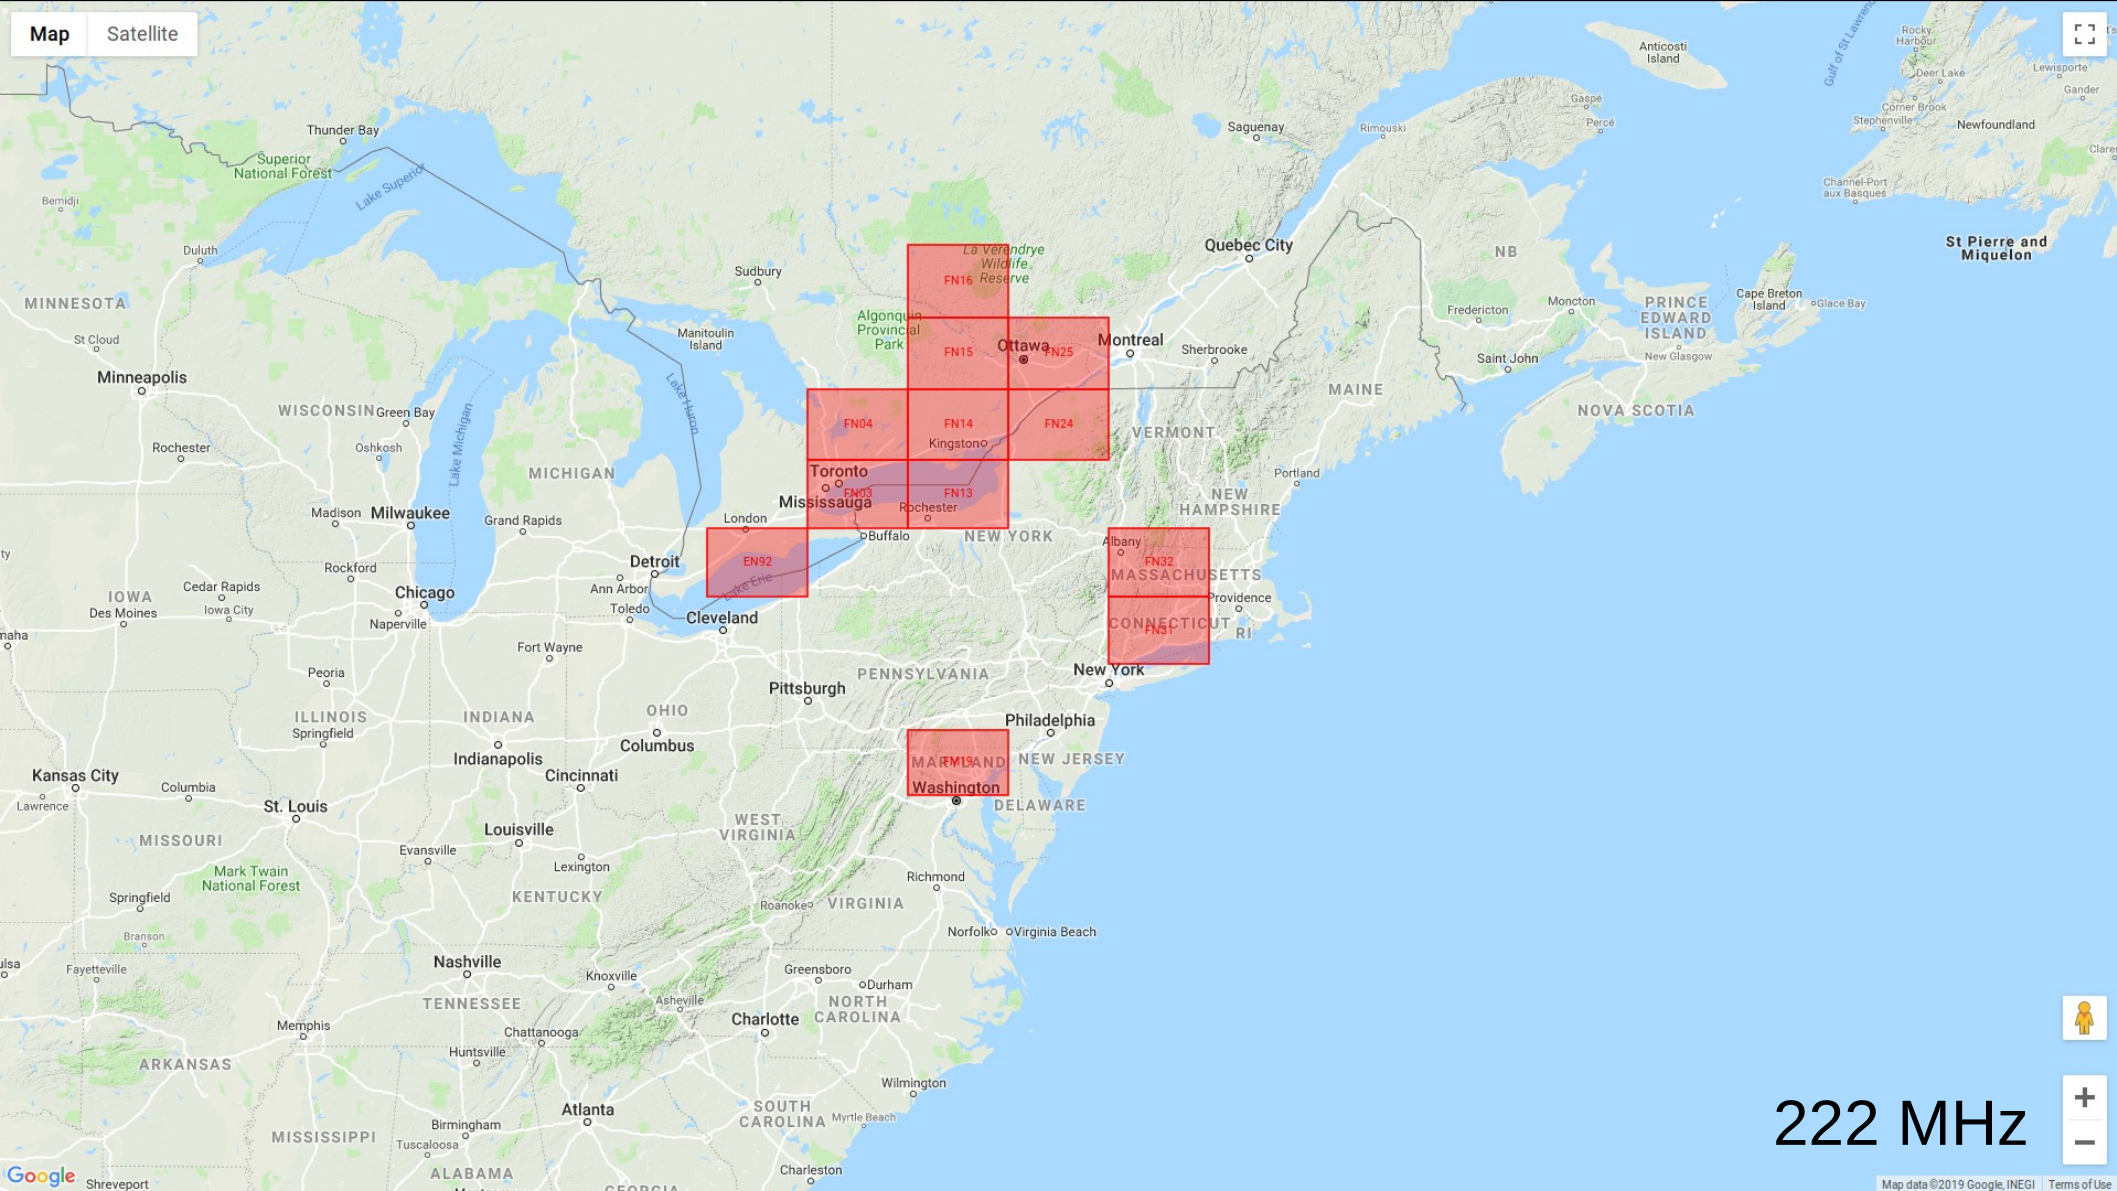 Map
Satellite
Anticosti
Island
Rocky
Harbour
Gulf of St Lawrenc
Deer Lake
Lewisporte
Gander
Corner Brook
Stephenville
Newfoundland
Claren
Channel-Port
aux Basques
St Pierre and
Miquelon
Gaspé
Percé
Rimouski
Saguenay
Thunder Bay
Superior
National Forest
Lake Superior
Bemidji
Duluth
Quebec City
NB
La Verendrye
Wildlife
Reserve
FN16
Sudbury
MINNESOTA
Cape Breton
Island
Glace Bay
Moncton
Fredericton
PRINCE
EDWARD
ISLAND
New Glasgow
Algonquin
Provincial
Park
Manitoulin
Island
St Cloud
FN15
Ottawa
FN25
Montreal
Sherbrooke
Saint John
Minneapolis
MAINE
NOVA SCOTIA
WISCONSIN
Green Bay
Lake Michigan
Lake Huron
FN04
FN14
FN24
Kingston
VERMONT
Rochester
Oshkosh
MICHIGAN
Toronto
FN03
FN13
Mississauga
Rochester
Portland
NEW
HAMPSHIRE
Madison
Milwaukee
Grand Rapids
London
Buffalo
NEW YORK
Albany
ty
Detroit
EN92
FN32
MASSACHUSETTS
Rockford
Ann Arbor
Lake Erie
Providence
IOWA
Cedar Rapids
Chicago
Des Moines
Iowa City
Toledo
Cleveland
CONNECTICUT
FN31
RI
maha
Naperville
Fort Wayne
Peoria
PENNSYLVANIA
New York
Pittsburgh
ILLINOIS
Springfield
INDIANA
OHIO
Columbus
Philadelphia
Indianapolis
MARYLAND
FM19
NEW JERSEY
Kansas City
Lawrence
Columbia
Cincinnati
Washington
DELAWARE
St. Louis
Louisville
WEST
VIRGINIA
MISSOURI
Evansville
Lexington
Mark Twain
National Forest
Richmond
Springfield
KENTUCKY
Roanoke
VIRGINIA
Branson
Norfolk
Virginia Beach
ulsa
Fayetteville
Nashville
Knoxville
Greensboro
Durham
TENNESSEE
Asheville
NORTH
CAROLINA
Memphis
Chattanooga
Charlotte
ARKANSAS
Huntsville
Wilmington
Atlanta
SOUTH
CAROLINA
Myrtle Beach
Birmingham
MISSISSIPPI
Tuscaloosa
222 MHz
ALABAMA
Charleston
Google
Shreveport
GEORGIA
Map data ©2019 Google, INEGI
Terms of Use